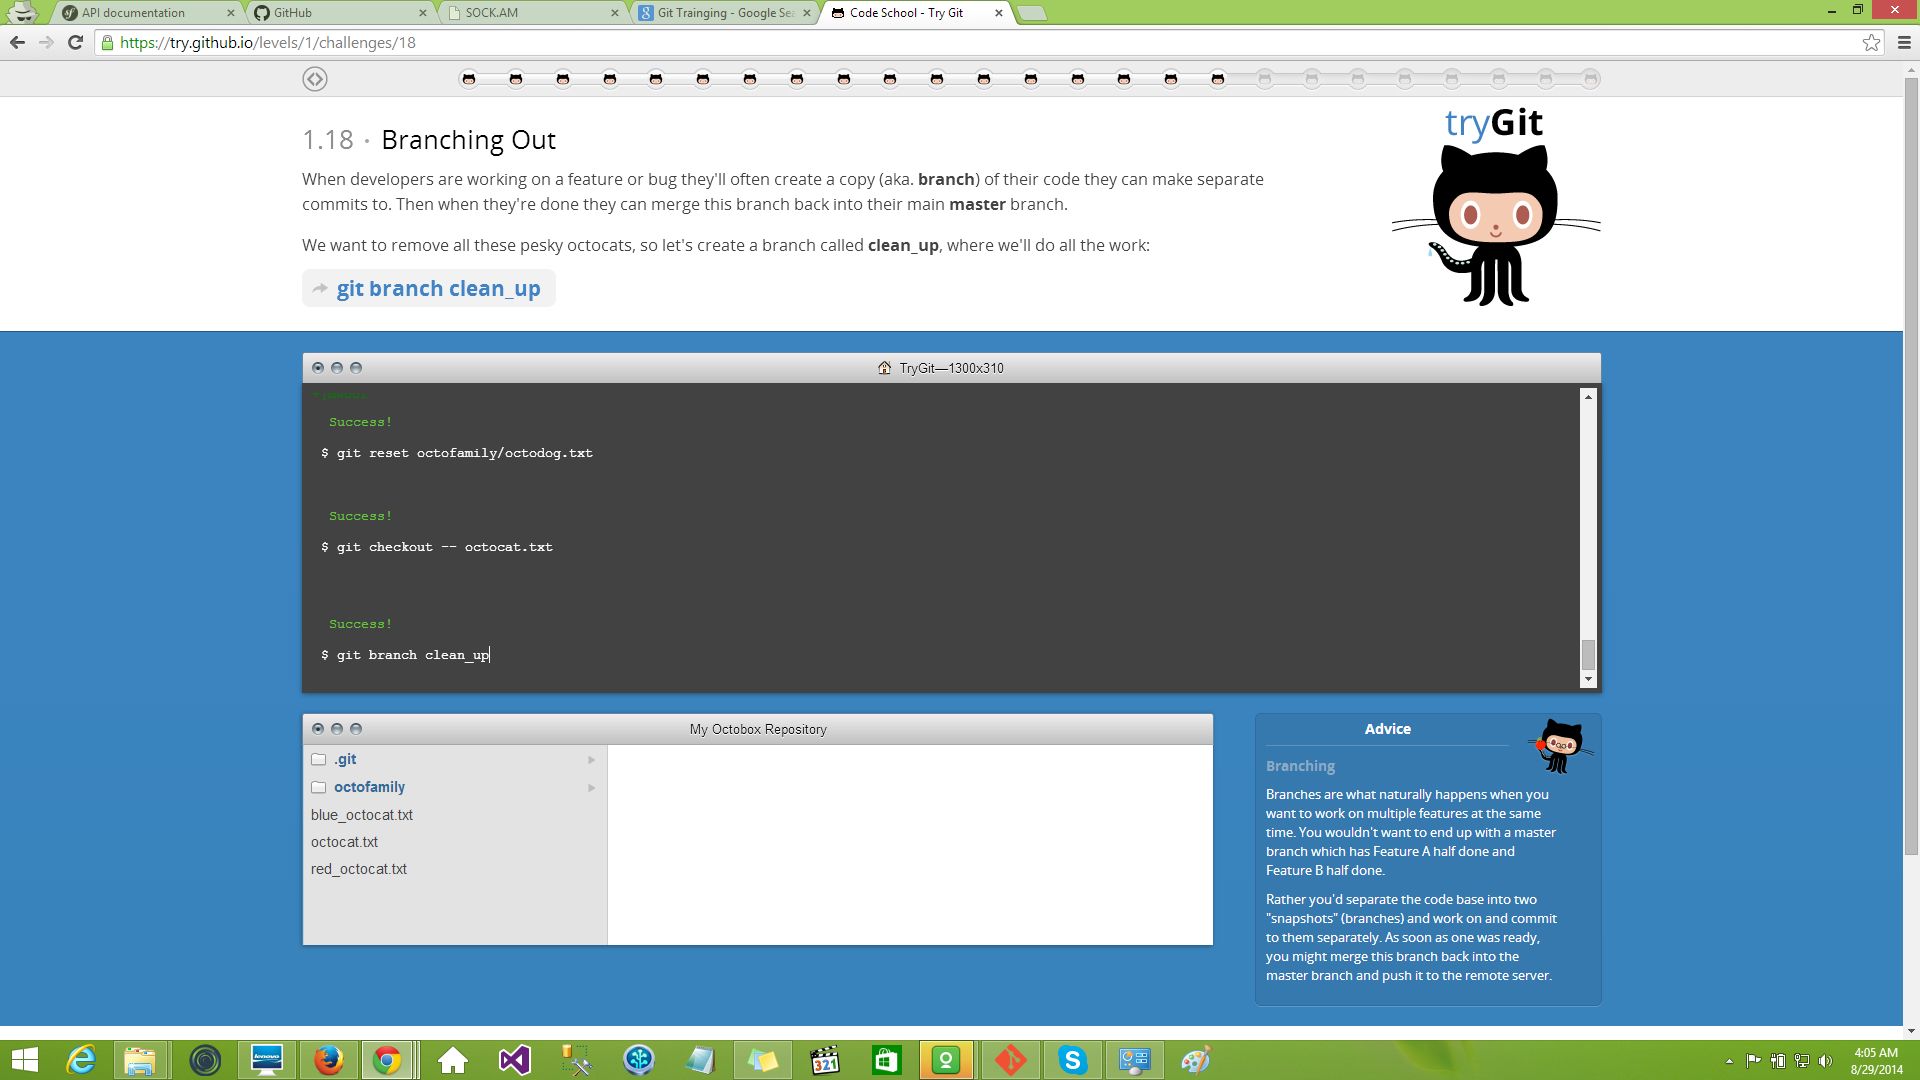 API documentation
GitHub
SOCK.AM
Git Trainging - Google Sea
Code School - Try Git
https://try.github.io/levels/1/challenges/18
1.18 · Branching Out
tryGit
When developers are working on a feature or bug they'll often create a copy (aka. branch) of their code they can make separate
commits to. Then when they're done they can merge this branch back into their main master branch.
We want to remove all these pesky octocats, so let's create a branch called clean_up, where we'll do all the work:
git branch clean_up
TryGit—1300x310
Success!
$ git reset octofamily/octodog.txt
Success!
$ git checkout -- octocat.txt
Success!
$ git branch clean_up
My Octobox Repository
.git
octofamily
blue_octocat.txt
octocat.txt
red_octocat.txt
Advice
Branching
Branches are what naturally happens when you
want to work on multiple features at the same
time. You wouldn't want to end up with a master
branch which has Feature A half done and
Feature B half done.
Rather you'd separate the code base into two
"snapshots" (branches) and work on and commit
to them separately. As soon as one was ready,
you might merge this branch back into the
master branch and push it to the remote server.
lenovo
321
4:05 AM
8/29/2014